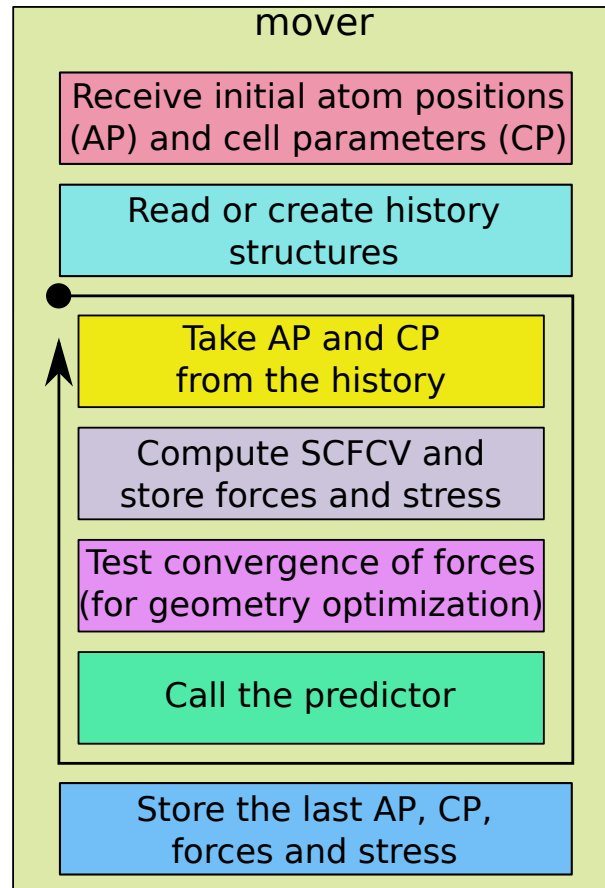 mover
Receive initial atom positions
(AP) and cell parameters (CP)
Read or create history
structures
Take AP and CP
from the history
Compute SCFCV and
store forces and stress
Test convergence of forces
(for geometry optimization)
Call the predictor
Store the last AP, CP,
forces and stress